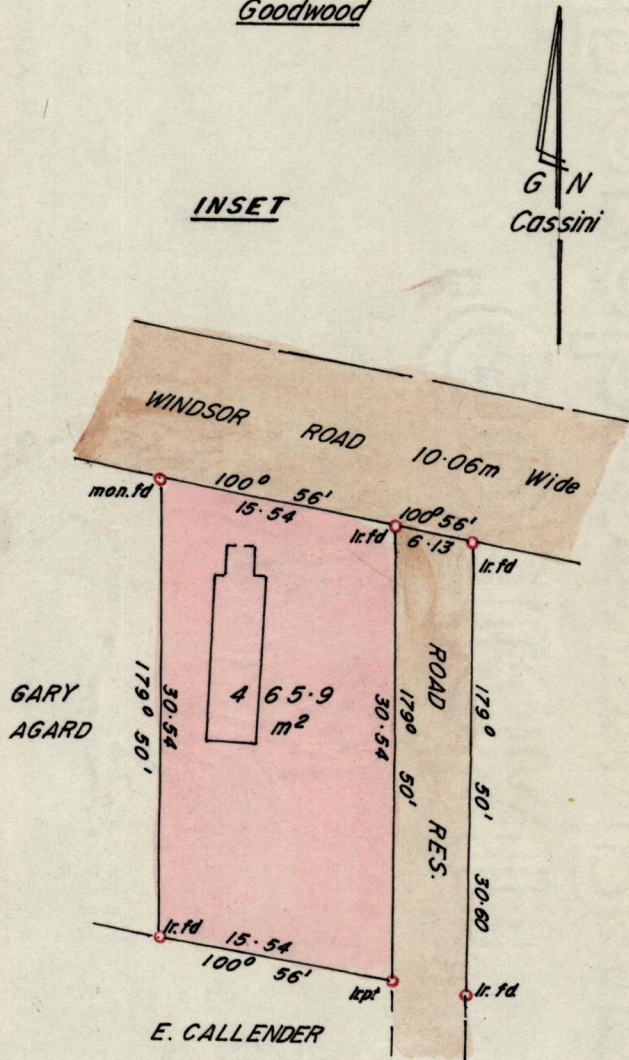 Goodwood
G N
Cassini
INSET
WINDSOR ROAD 10·06m Wide
mon.fd
100° 56'
15·54
Ir.fd
100° 56'
6·13
Ir.fd
GARY
AGARD
179° 50'
30·54
4 65·9
m²
30·54
179° 50'
ROAD RES.
179° 50' 30·60
Ir.fd
15·54
100° 56'
Ir.pt
Ir.fd
E. CALLENDER